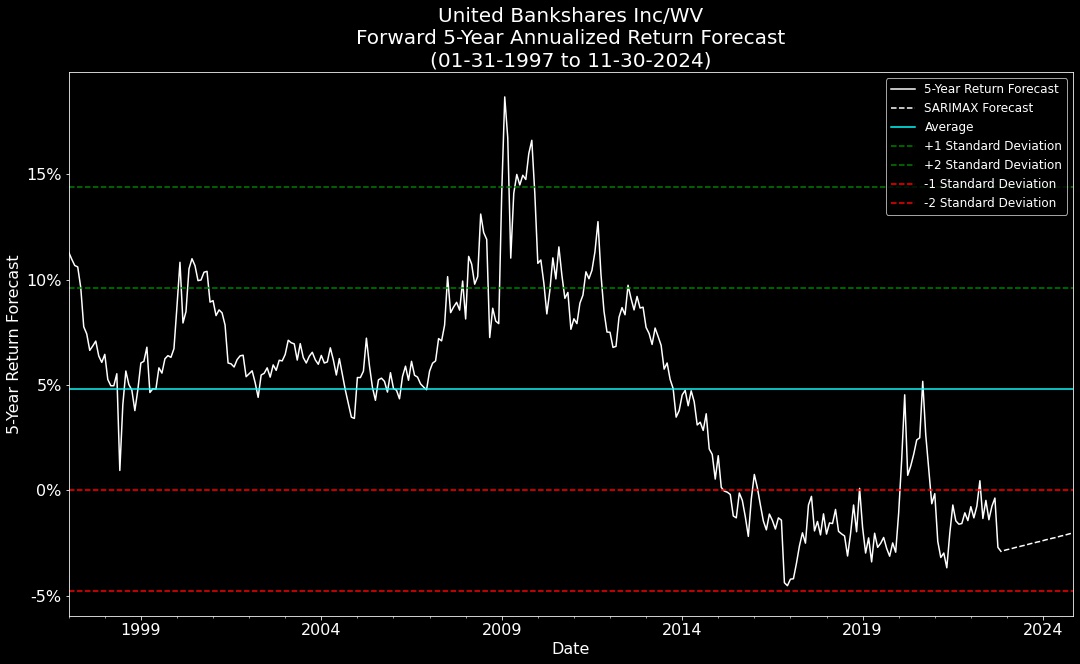 United Bankshares Inc/WV
Forward 5-Year Annualized Return Forecast
(01-31-1997 to 11-30-2024)
5-Year Return Forecast
SARIMAX Forecast
Average
+1 Standard Deviation
+2 Standard Deviation
-1 Standard Deviation
-2 Standard Deviation
5-Year Return Forecast
15%
10%
5%
0%
-5%
1999 2004 2009 2014 2019 2024
Date